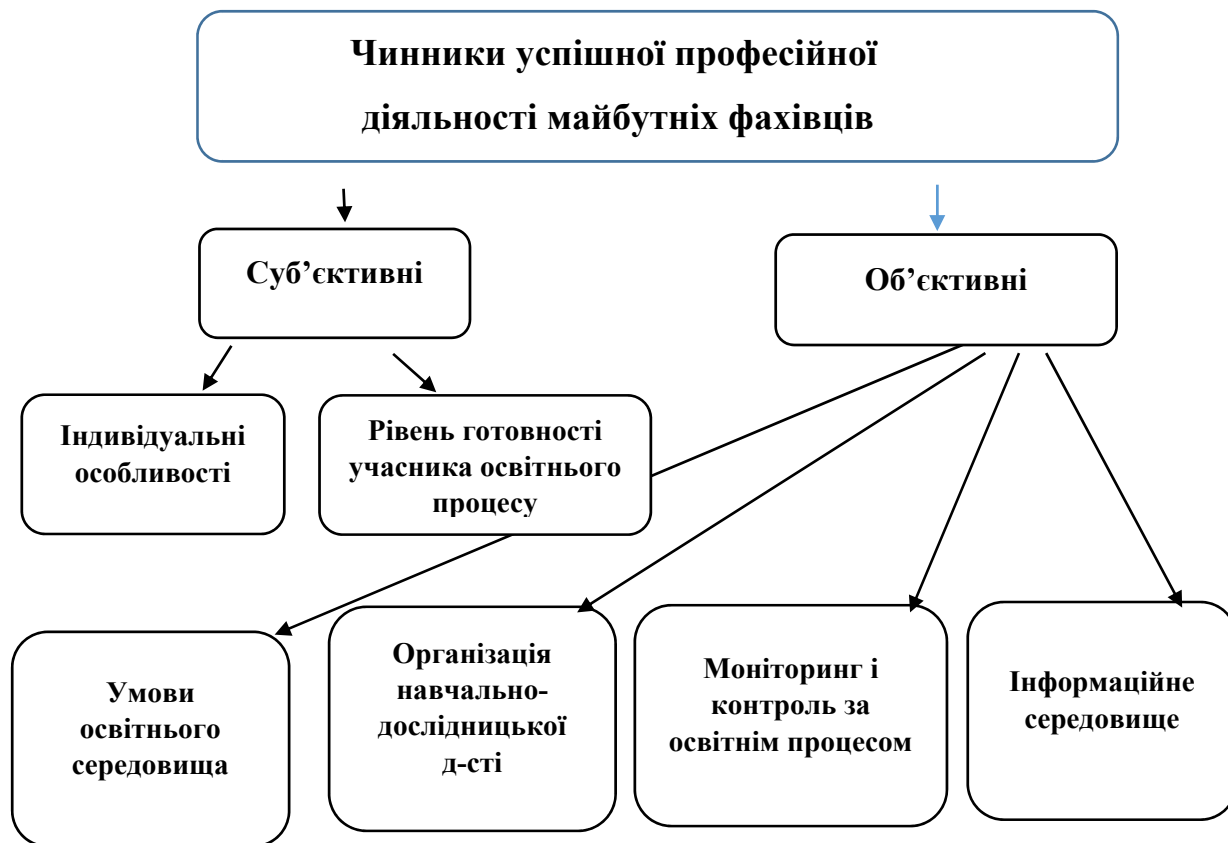 Чинники успішної професійної
діяльності майбутніх фахівців
Суб’єктивні
Об’єктивні
Індивідуальні
особливості
Рівень готовності
учасника освітнього
процесу
Умови
освітнього
середовища
Організація
навчально-
дослідницької
д-сті
Моніторинг і
контроль за
освітнім процесом
Інформаційне
середовище